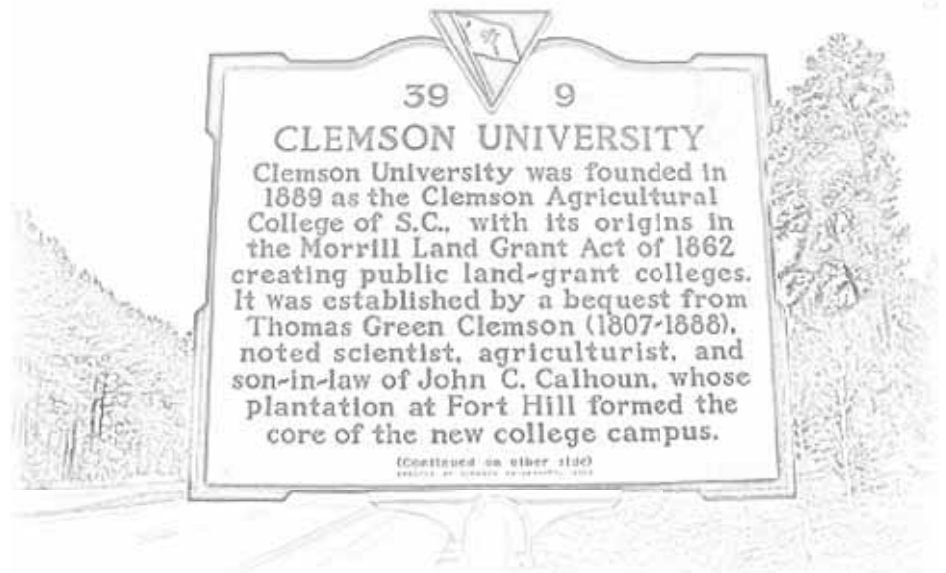 39 9
CLEMSON UNIVERSITY
Clemson University was founded in
1889 as the Clemson Agricultural
College of S.C., with its origins in
the Morrill Land Grant Act of 1862
creating public land-grant colleges.
It was established by a bequest from
Thomas Green Clemson (1807-1888),
noted scientist, agriculturist, and
son-in-law of John C. Calhoun, whose
plantation at Fort Hill formed the
core of the new college campus.
(Continued on other side)